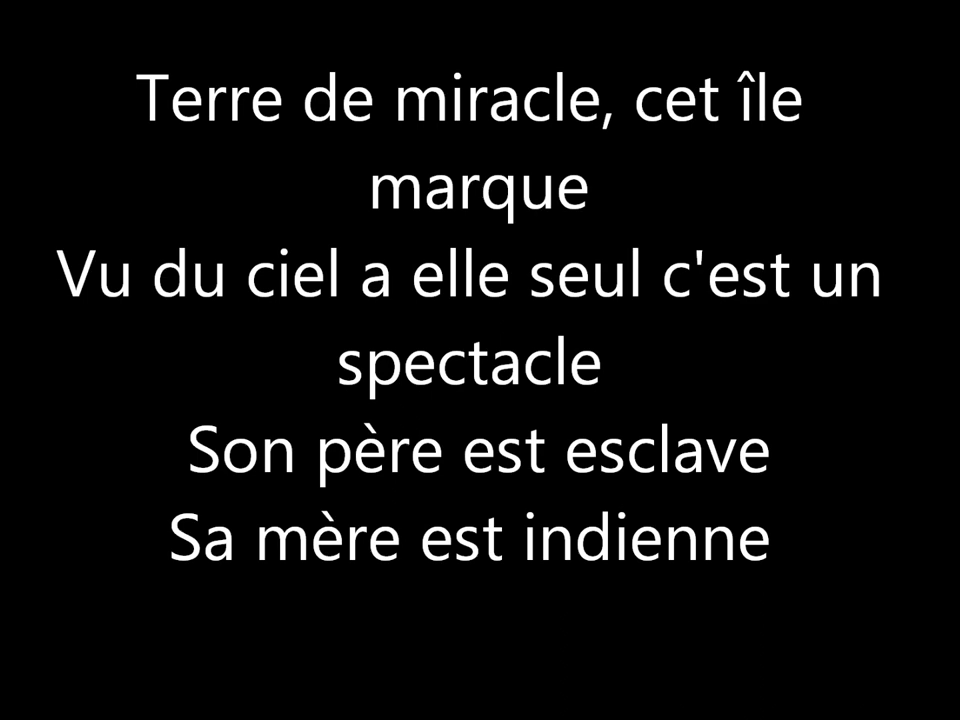 Terre de miracle, cet île
marque
Vu du ciel a elle seul c'est un
spectacle
Son père est esclave
Sa mère est indienne